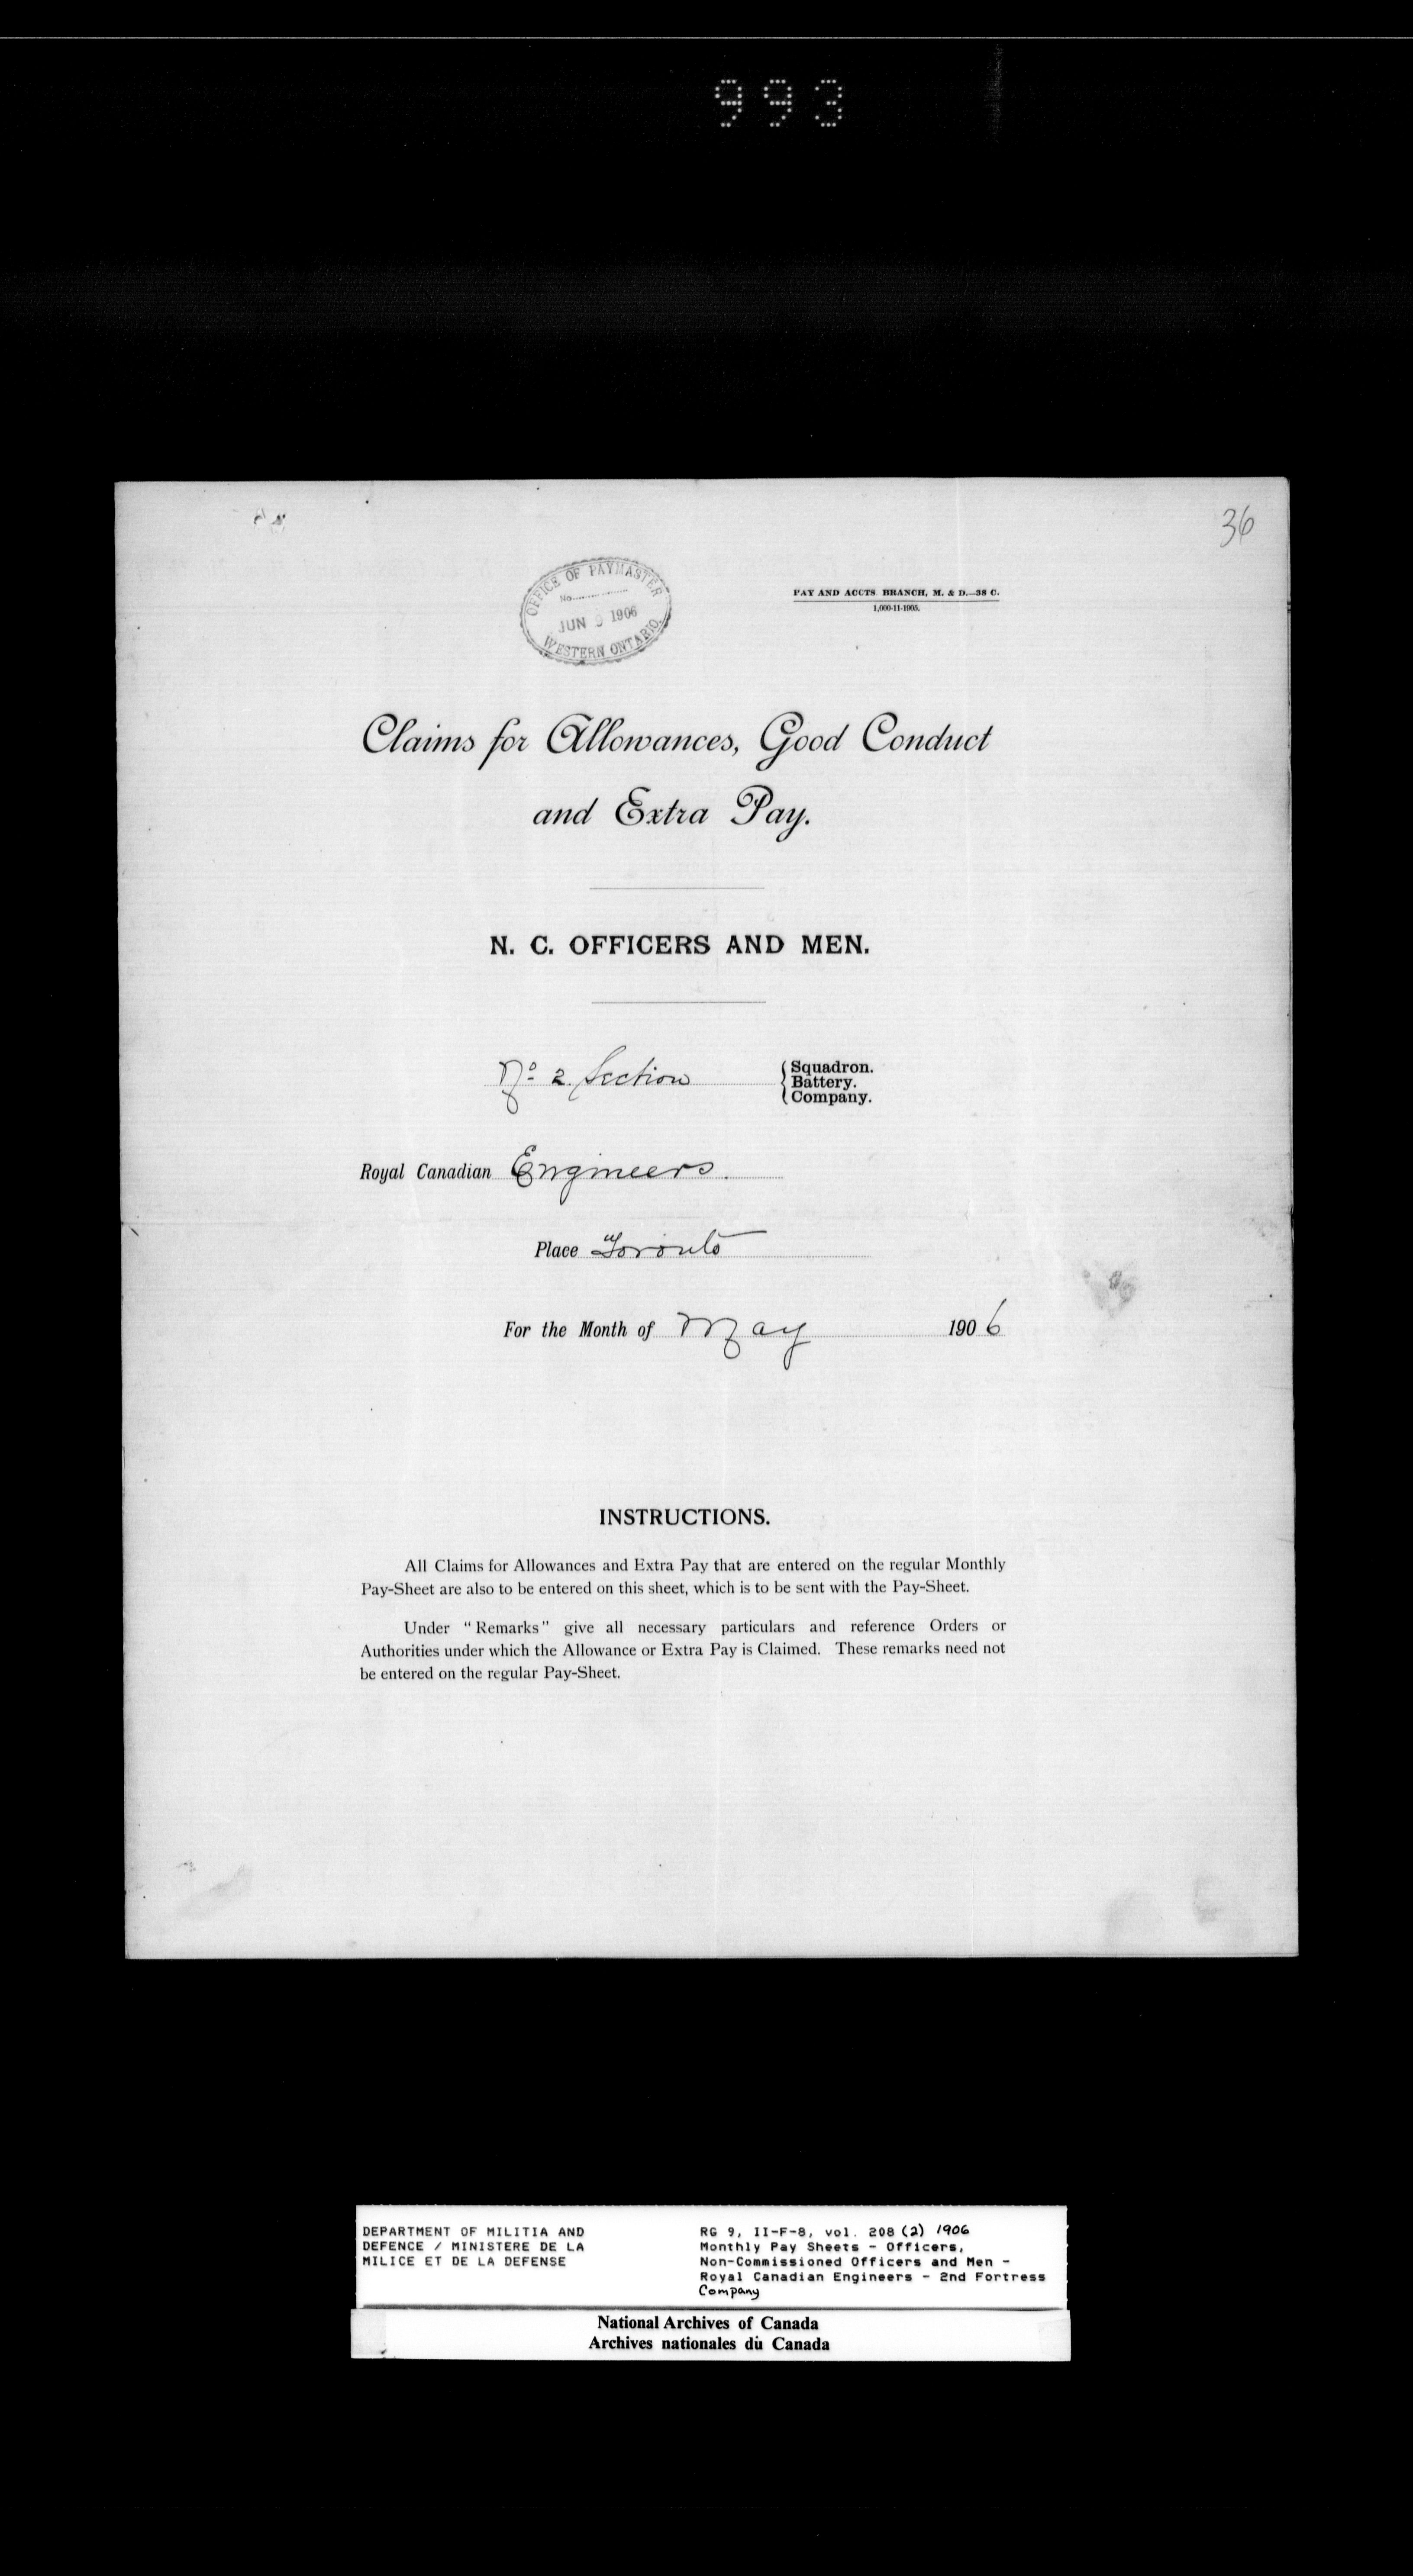 993
36
OFFICE OF PAYMASTER
No.
JUN 1906
WESTERN ONTARIO.
PAY AND ACCTS. BRANCH, M. & D.—38 C.
1,000-11-1905.
Claims for Allowances, Good Conduct
and Extra Pay.
N. C. OFFICERS AND MEN.
No 2 Section { Squadron.
Battery.
Company.
Royal Canadian Engineers.
Place Toronto
For the Month of May 1906
INSTRUCTIONS.
All Claims for Allowances and Extra Pay that are entered on the regular Monthly
Pay-Sheet are also to be entered on this sheet, which is to be sent with the Pay-Sheet.
Under "Remarks" give all necessary particulars and reference Orders or
Authorities under which the Allowance or Extra Pay is Claimed. These remarks need not
be entered on the regular Pay-Sheet.
DEPARTMENT OF MILITIA AND
DEFENCE / MINISTERE DE LA
MILICE ET DE LA DEFENSE
RG 9, II-F-8, vol. 208 (2) 1906
Monthly Pay Sheets - Officers,
Non-Commissioned Officers and Men -
Royal Canadian Engineers - 2nd Fortress
Company
National Archives of Canada
Archives nationales du Canada